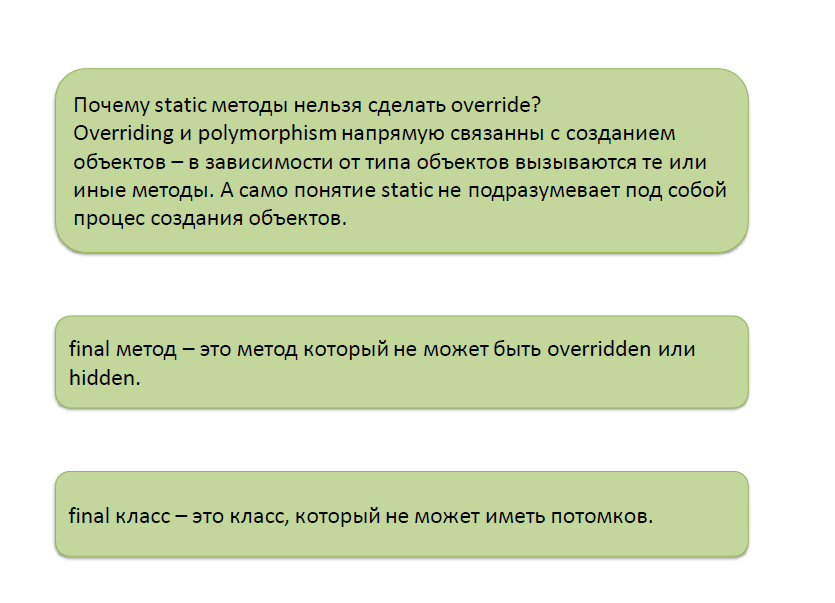 Почему static методы нельзя сделать override?
Overriding и polymorphism напрямую связанны с созданием
объектов – в зависимости от типа объектов вызываются те или
иные методы. А само понятие static не подразумевает под собой
процес создания объектов.
final метод – это метод который не может быть overridden или
hidden.
final класс – это класс, который не может иметь потомков.